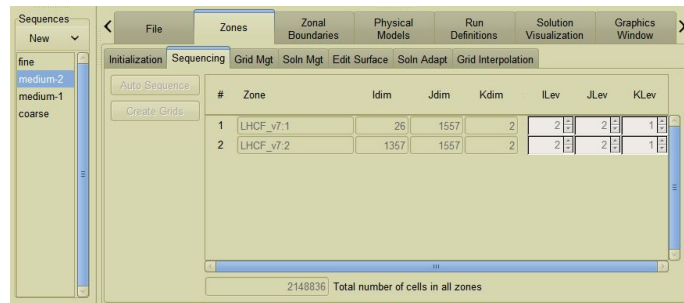 Sequences
New
fine
medium-2
medium-1
coarse
File
Zones
Zonal Boundaries
Physical Models
Run Definitions
Solution Visualization
Graphics Window
Initialization Sequencing Grid Mgt Soln Mgt Edit Surface Soln Adapt Grid Interpolation
Auto Sequence
Create Grids
# Zone Idim Jdim Kdim ILev JLev KLev
1 LHCF_v7:1 26 1557 2 2 2 1
2 LHCF_v7:2 1357 1557 2 2 2 1
2148836 Total number of cells in all zones